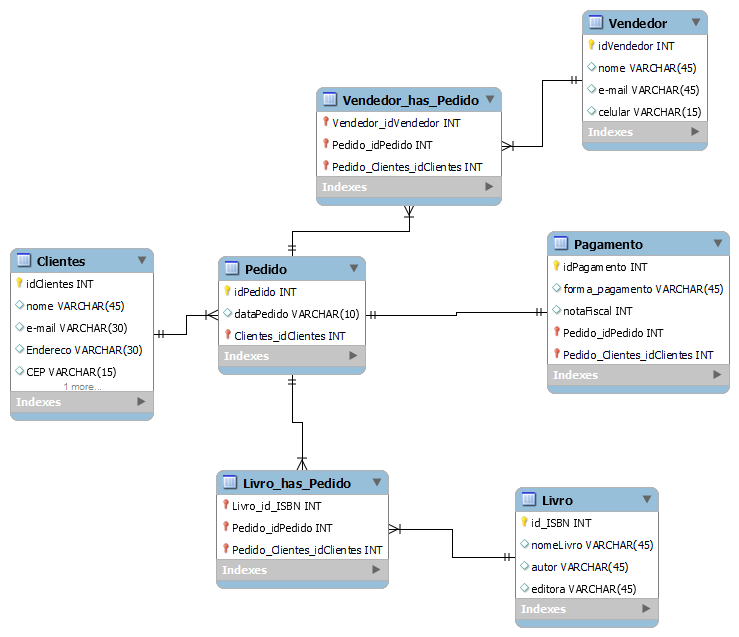 Vendedor
idVendedor INT
nome VARCHAR(45)
e-mail VARCHAR(45)
celular VARCHAR(15)
Indexes
Vendedor_has_Pedido
Vendedor_idVendedor INT
Pedido_idPedido INT
Pedido_Clientes_idClientes INT
Indexes
Clientes
idClientes INT
nome VARCHAR(45)
e-mail VARCHAR(30)
Endereco VARCHAR(30)
CEP VARCHAR(15)
1 more...
Indexes
Pedido
idPedido INT
dataPedido VARCHAR(10)
Clientes_idClientes INT
Indexes
Pagamento
idPagamento INT
forma_pagamento VARCHAR(45)
notaFiscal INT
Pedido_idPedido INT
Pedido_Clientes_idClientes INT
Indexes
Livro_has_Pedido
Livro_id_ISBN INT
Pedido_idPedido INT
Pedido_Clientes_idClientes INT
Indexes
Livro
id_ISBN INT
nomeLivro VARCHAR(45)
autor VARCHAR(45)
editora VARCHAR(45)
Indexes